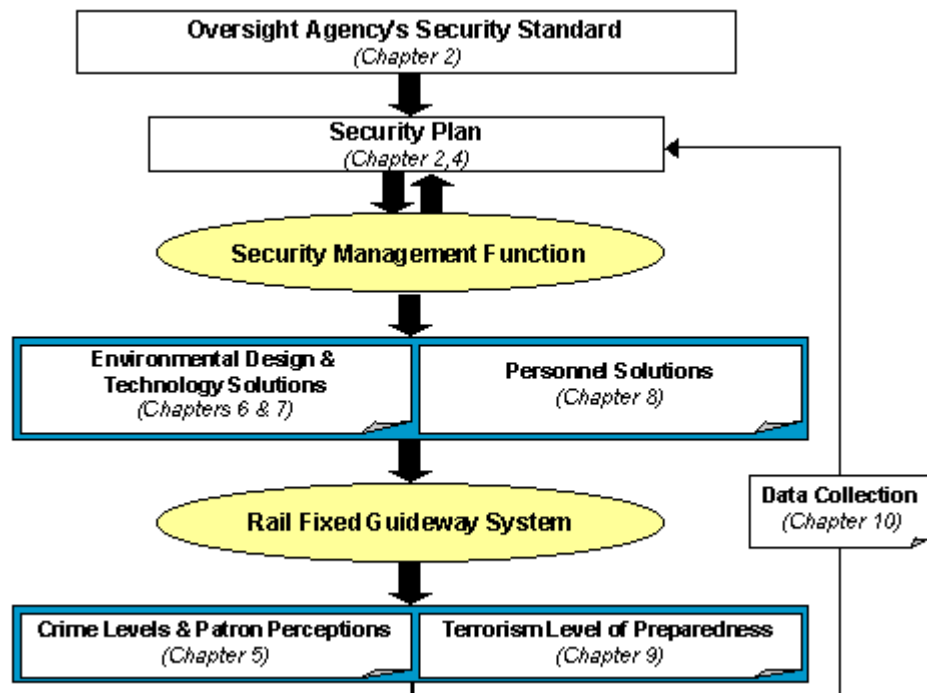 Oversight Agency's Security Standard
(Chapter 2)
Security Plan
(Chapter 2,4)
Security Management Function
Environmental Design &
Technology Solutions
(Chapters 6 & 7)
Personnel Solutions
(Chapter 8)
Rail Fixed Guideway System
Data Collection
(Chapter 10)
Crime Levels & Patron Perceptions
(Chapter 5)
Terrorism Level of Preparedness
(Chapter 9)